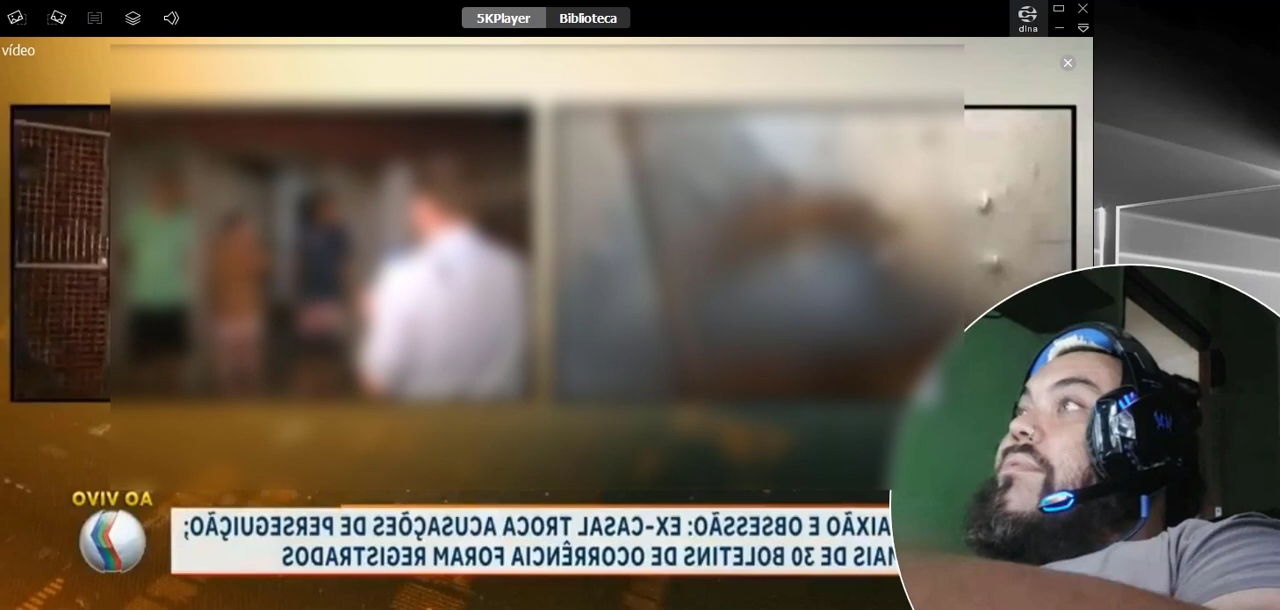 5KPlayer
Biblioteca
dlna
vídeo
AO VIVO
AIXÃO E OBSESSÃO: EX-CASAL TROCA ACUSAÇÕES DE PERSEGUIÇÃO;
MAIS DE 30 BOLETINS DE OCORRÊNCIA FORAM REGISTRADOS